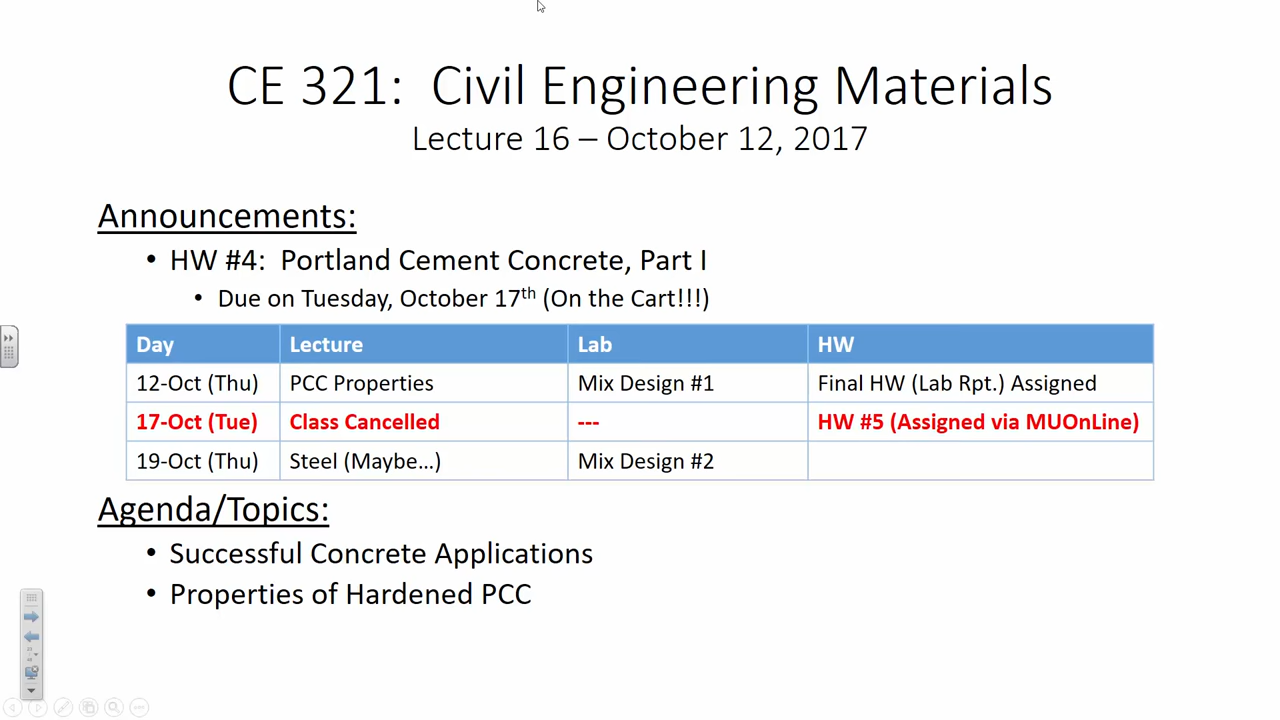 CE 321: Civil Engineering Materials
Lecture 16 – October 12, 2017
Announcements:
• HW #4: Portland Cement Concrete, Part I
• Due on Tuesday, October 17th (On the Cart!!!)
Day Lecture Lab HW
12-Oct (Thu) PCC Properties Mix Design #1 Final HW (Lab Rpt.) Assigned
17-Oct (Tue) Class Cancelled --- HW #5 (Assigned via MUOnLine)
19-Oct (Thu) Steel (Maybe…) Mix Design #2
Agenda/Topics:
• Successful Concrete Applications
• Properties of Hardened PCC